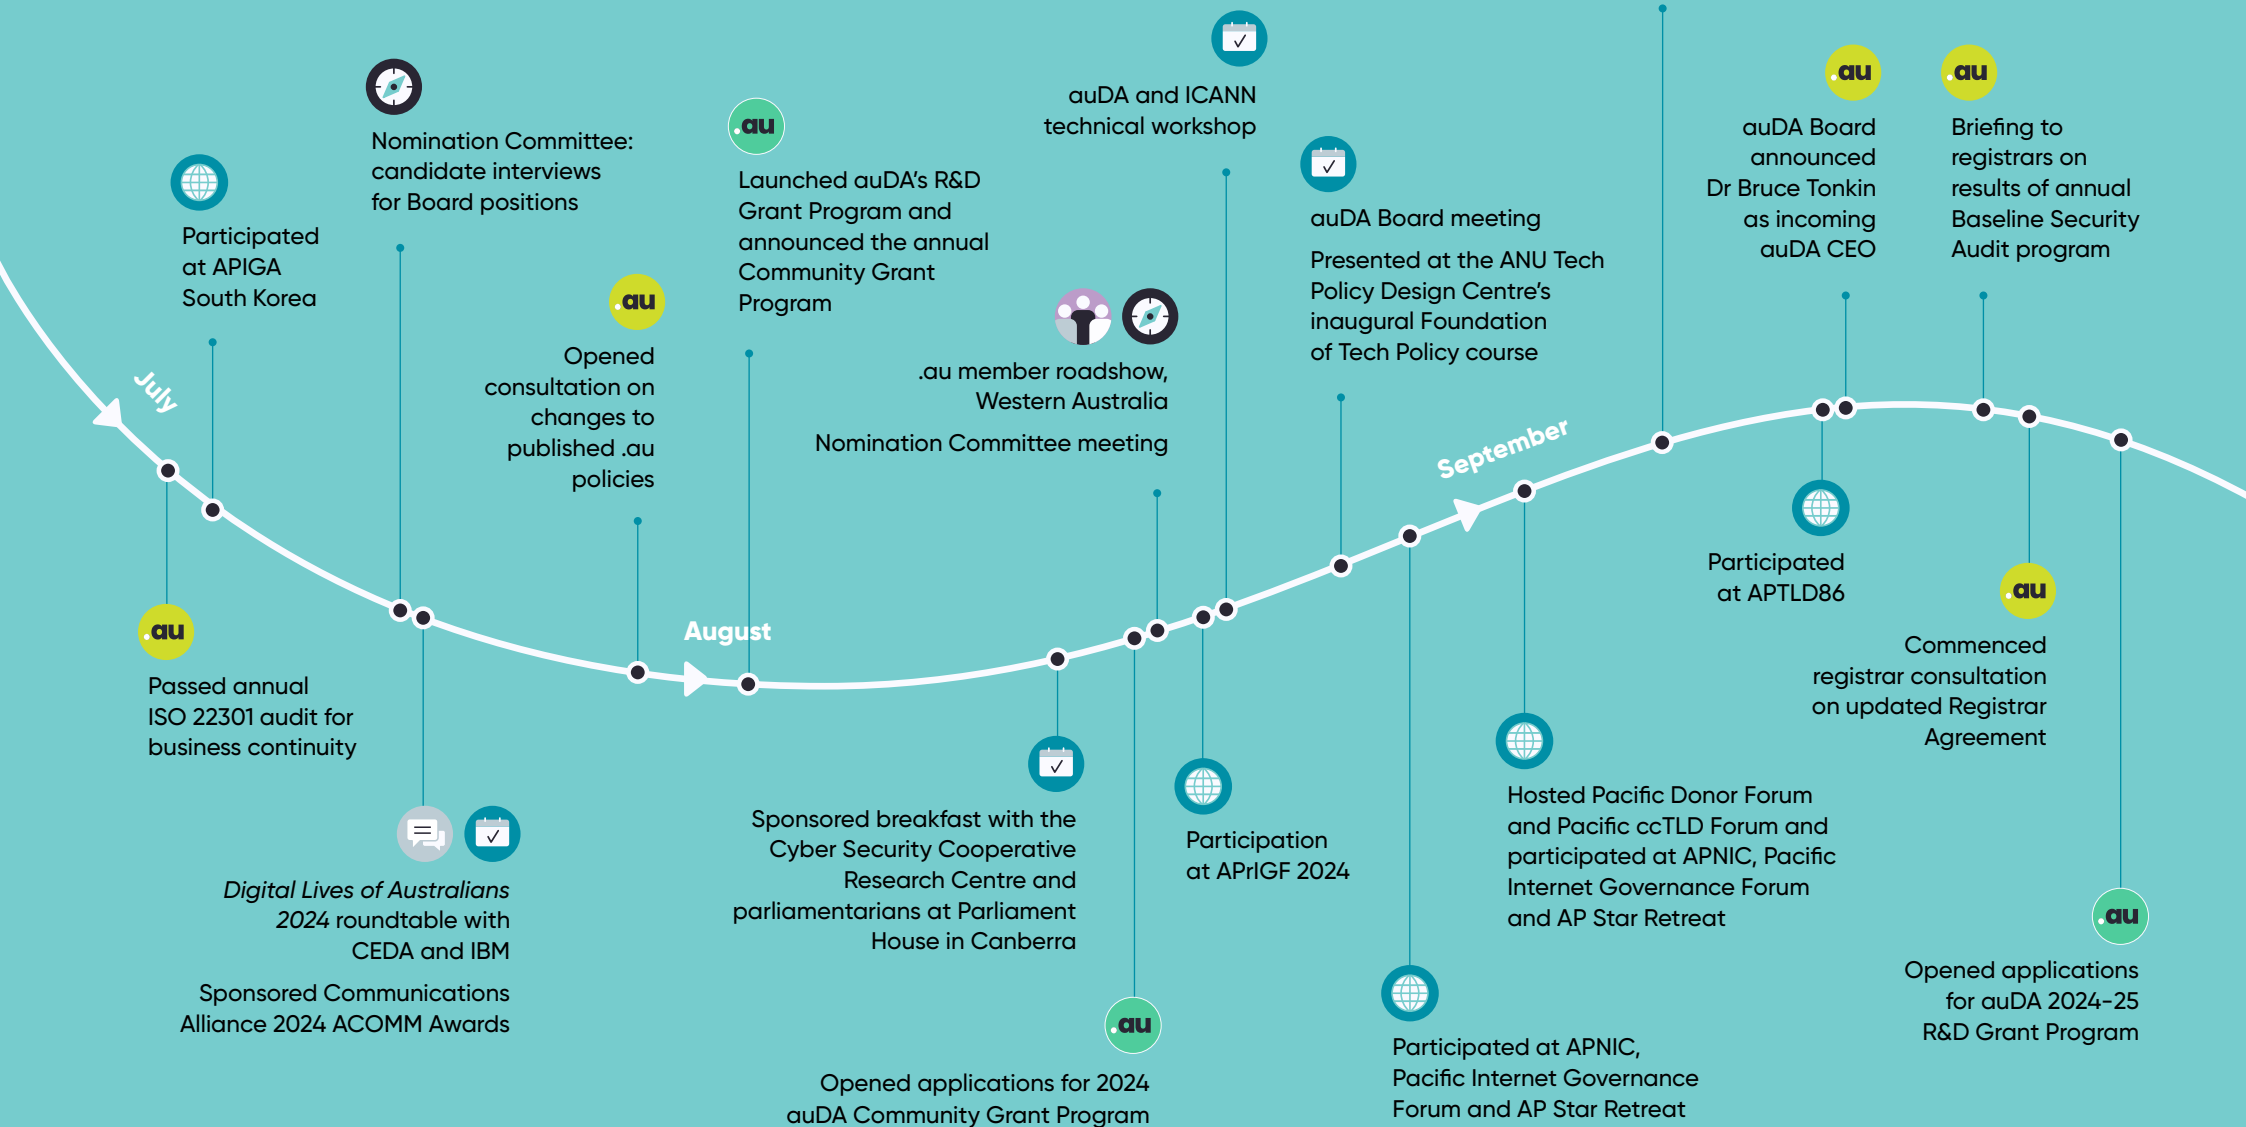 July
Passed annual
ISO 22301 audit for
business continuity
.au
Participated
at APIGA
South Korea
Nomination Committee:
candidate interviews
for Board positions
Digital Lives of Australians
2024 roundtable with
CEDA and IBM
Sponsored Communications
Alliance 2024 ACOMM Awards
.au
Opened
consultation on
changes to
published .au
policies
August
.au
Launched auDA’s R&D
Grant Program and
announced the annual
Community Grant
Program
Sponsored breakfast with the
Cyber Security Cooperative
Research Centre and
parliamentarians at Parliament
House in Canberra
.au
Opened applications for 2024
auDA Community Grant Program
.au member roadshow,
Western Australia
Nomination Committee meeting
Participation
at APrIGF 2024
auDA and ICANN
technical workshop
auDA Board meeting
Presented at the ANU Tech
Policy Design Centre’s
inaugural Foundation
of Tech Policy course
Participated at APNIC,
Pacific Internet Governance
Forum and AP Star Retreat
September
Hosted Pacific Donor Forum
and Pacific ccTLD Forum and
participated at APNIC, Pacific
Internet Governance Forum
and AP Star Retreat
Participated
at APTLD86
.au
auDA Board
announced
Dr Bruce Tonkin
as incoming
auDA CEO
.au
Briefing to
registrars on
results of annual
Baseline Security
Audit program
.au
Commenced
registrar consultation
on updated Registrar
Agreement
.au
Opened applications
for auDA 2024-25
R&D Grant Program